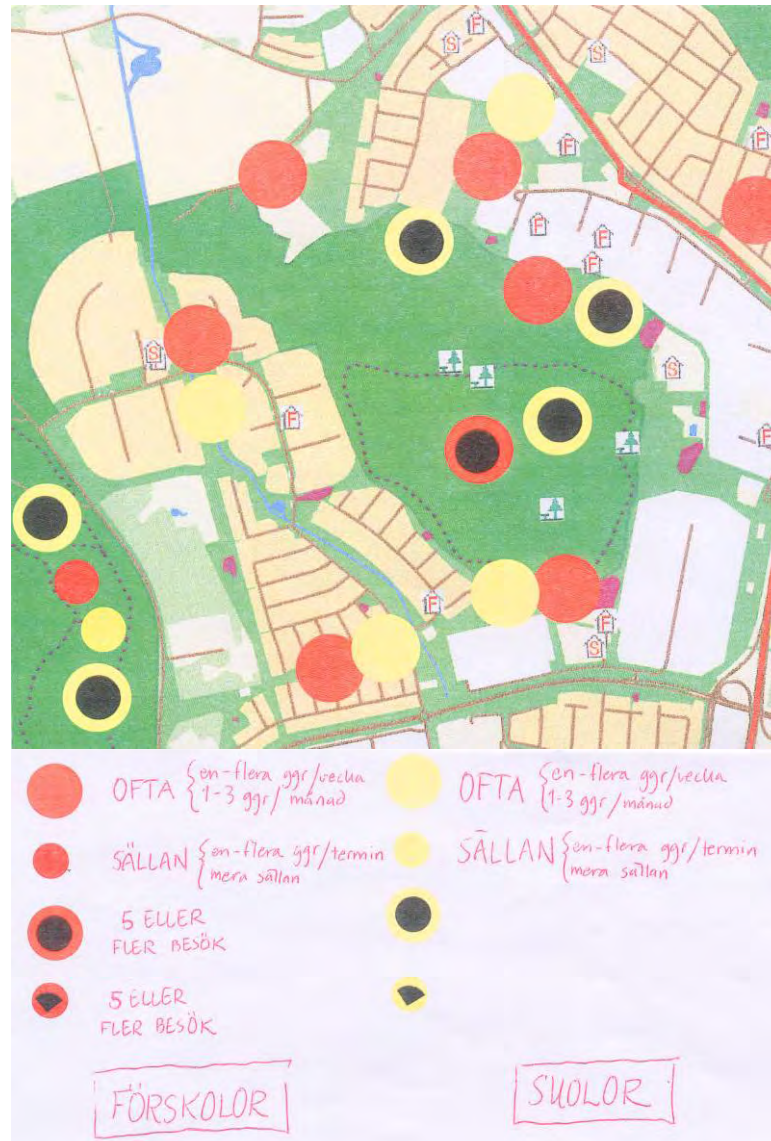 S
F
F
F
F
F
F
F
S
S
F
F
F
F
S
OFTA { en-flera ggr/vecka
1-3 ggr/månad
SÄLLAN { en-flera ggr/termin
mera sällan
5 ELLER
FLER BESÖK
5 ELLER
FLER BESÖK
FÖRSKOLOR
OFTA { en-flera ggr/vecka
1-3 ggr/månad
SÄLLAN { en-flera ggr/termin
mera sällan
SUOLOR